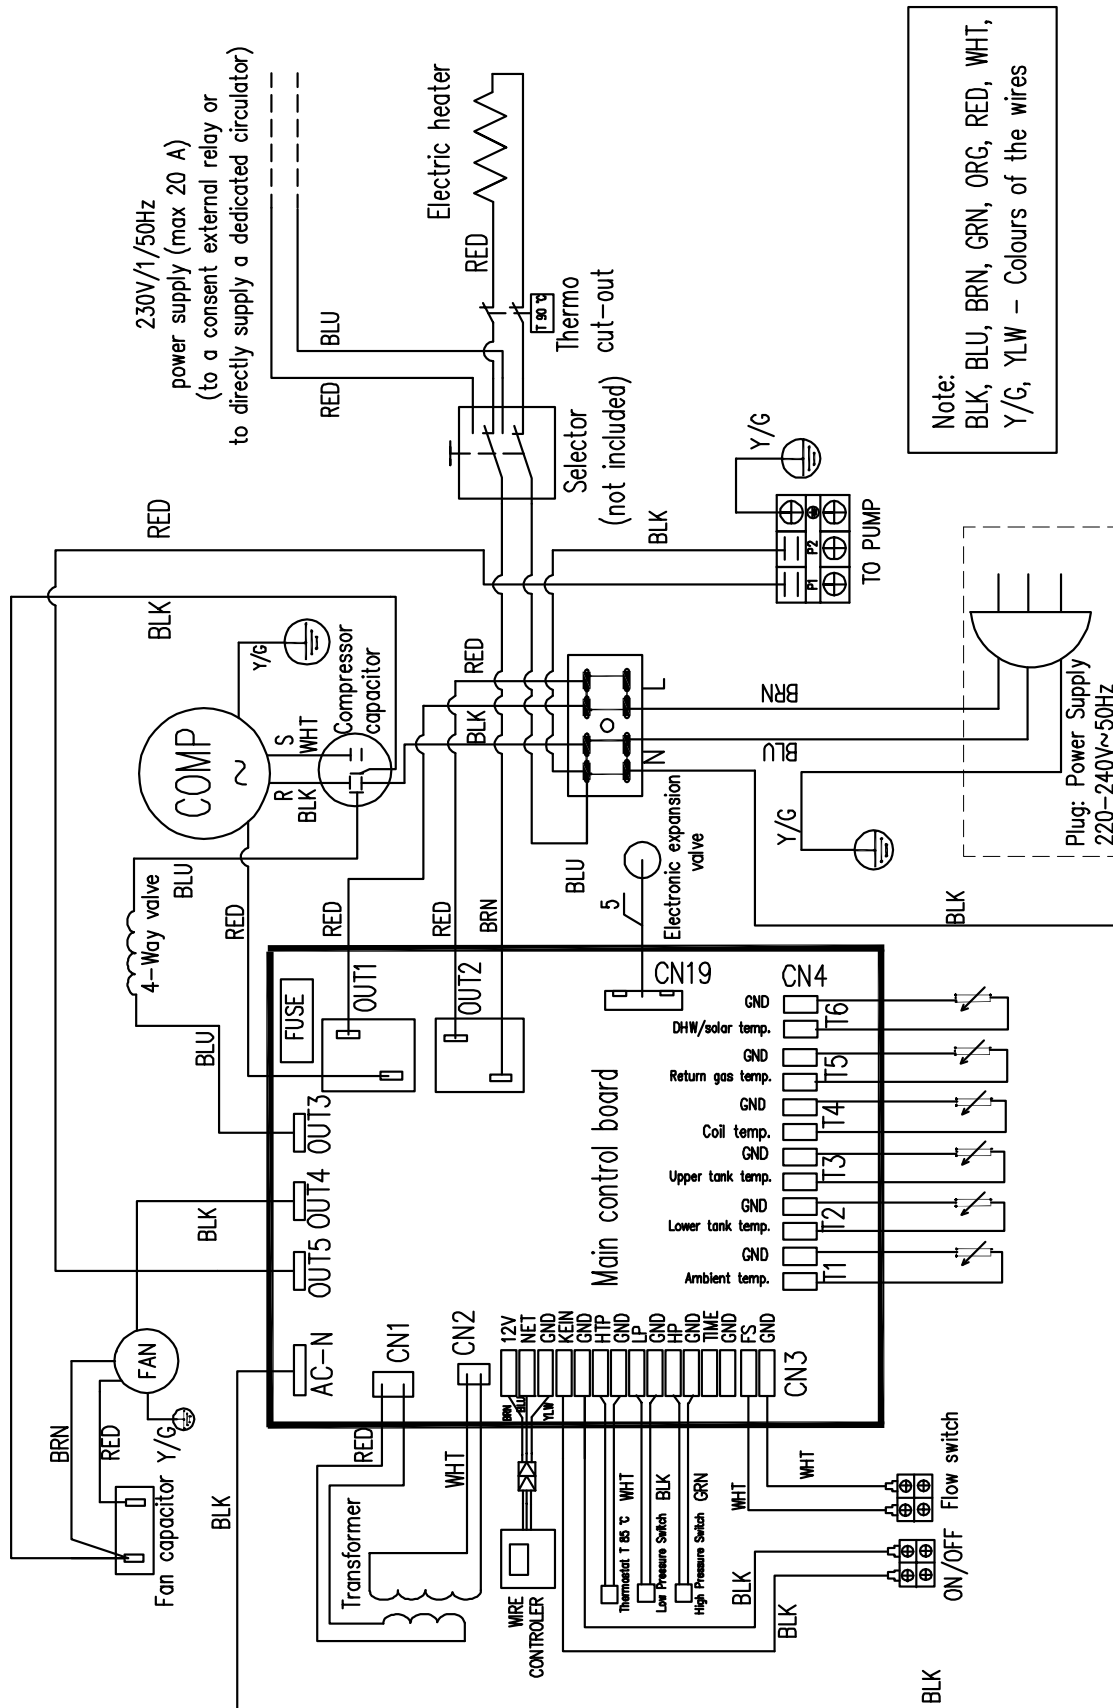 230V/1/50Hz
power supply (max 20 A)
(to a consent external relay or
to directly supply a dedicated circulator)
Electric heater
RED
Thermo
cut-out
T 90 ℃
BLU
RED
Selector
(not included)
Note:
BLK, BLU, BRN, GRN, ORG, RED, WHT,
Y/G, YLW - Colours of the wires
Y/G
P1
P2
TO PUMP
BLK
RED
BLK
Y/G
Compressor
capacitor
COMP
~
S
WHT
R
BLK
RED
BLK
L
N
BRN
BLU
Y/G
Plug: Power Supply
220-240V~50Hz
BLK
BLU
Electronic expansion
valve
5
4-Way valve
BLU
BLU
RED
RED
RED
BRN
FUSE
OUT1
OUT2
OUT3
OUT4
OUT5
AC-N
BLK
BLK
FAN
BRN
RED
Y/G
Fan capacitor
Main control board
CN19
CN4
GND
DHW/solar temp.
T6
GND
Return gas temp.
T5
GND
Coil temp.
T4
GND
Upper tank temp.
T3
GND
Lower tank temp.
T2
GND
Ambient temp.
T1
CN1
CN2
12V
NET
GND
KEIN
GND
HTP
GND
LP
GND
HP
GND
TIME
GND
FS
GND
CN3
BRN
BLU
YLW
RED
WHT
Transformer
WIRE
CONTROLER
Thermostat T 85 ℃ WHT
Low Pressure Switch BLK
High Pressure Switch GRN
WHT
WHT
BLK
BLK
Flow switch
ON/OFF
BLK